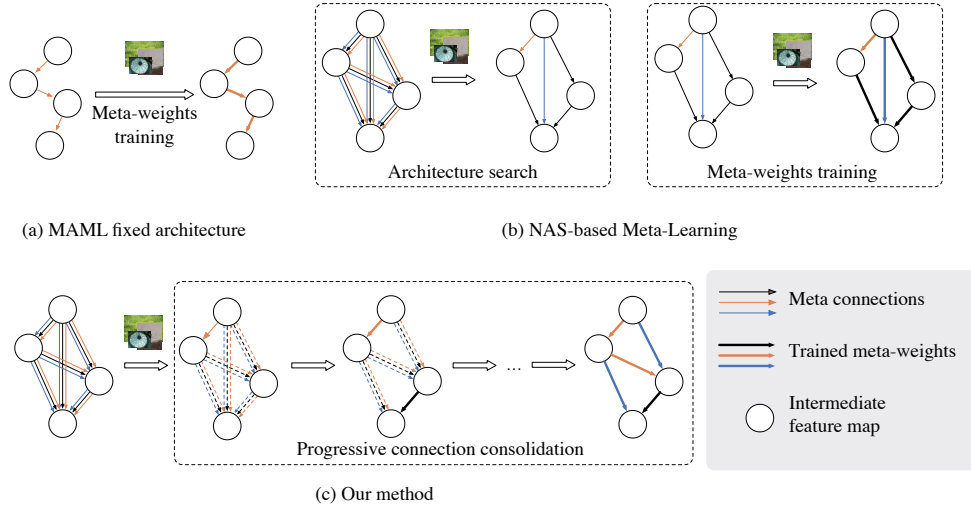 Meta-weights
training
Architecture search
Meta-weights training
(a) MAML fixed architecture
(b) NAS-based Meta-Learning
...
Progressive connection consolidation
(c) Our method
Meta connections
Trained meta-weights
Intermediate
feature map